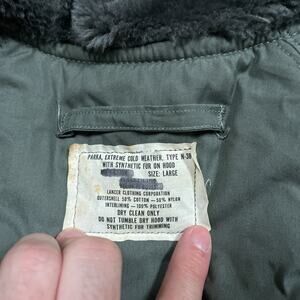 PARKA, EXTREME COLD WEATHER, TYPE N-3B
WITH SYNTHETIC FUR ON HOOD
SIZE: LARGE
LANCER CLOTHING CORPORATION
OUTERSHELL 50% COTTON - 50% NYLON
INTERLINING - 100% POLYESTER
DRY CLEAN ONLY
DO NOT TUMBLE DRY HOOD WITH
SYNTHETIC FUR TRIMMING